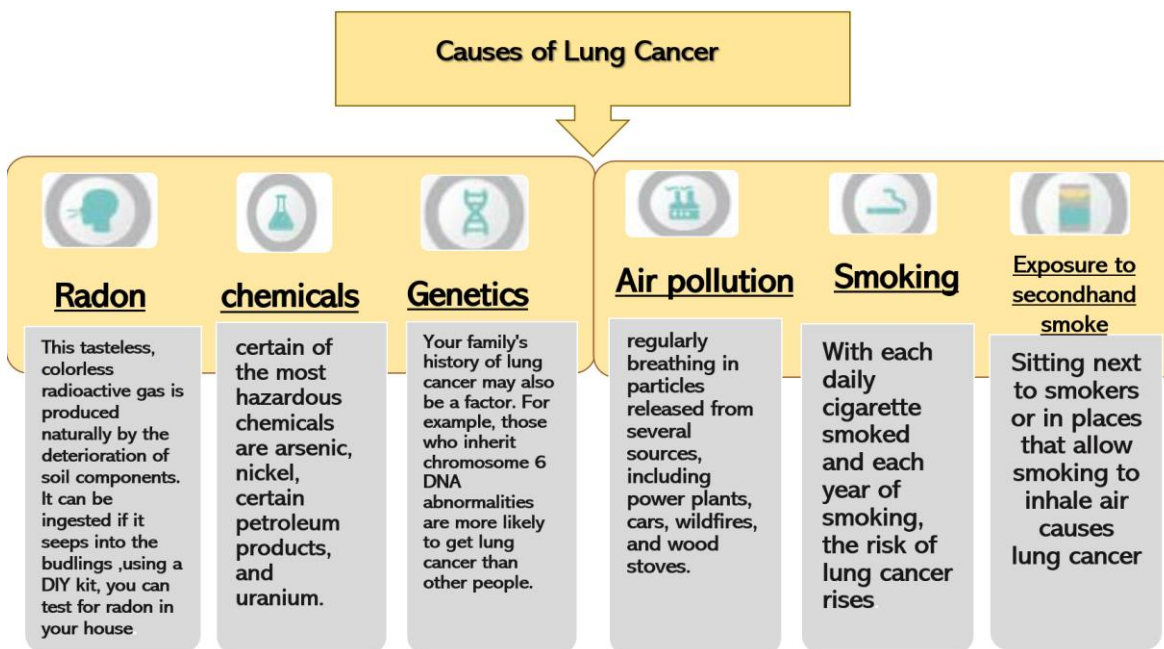 Causes of Lung Cancer
Radon
This tasteless,
colorless
radioactive gas is
produced
naturally by the
deterioration of
soil components.
It can be
ingested if it
seeps into the
budlings ,using a
DIY kit, you can
test for radon in
your house
chemicals
certain of
the most
hazardous
chemicals
are arsenic,
nickel,
certain
petroleum
products,
and
uranium.
Genetics
Your family's
history of lung
cancer may also
be a factor. For
example, those
who inherit
chromosome 6
DNA
abnormalities
are more likely
to get lung
cancer than
other people.
Air pollution
regularly
breathing in
particles
released from
several
sources,
including
power plants,
cars, wildfires,
and wood
stoves.
Smoking
With each
daily
cigarette
smoked
and each
year of
smoking,
the risk of
lung cancer
rises
Exposure to
secondhand
smoke
Sitting next
to smokers
or in places
that allow
smoking to
inhale air
causes
lung cancer